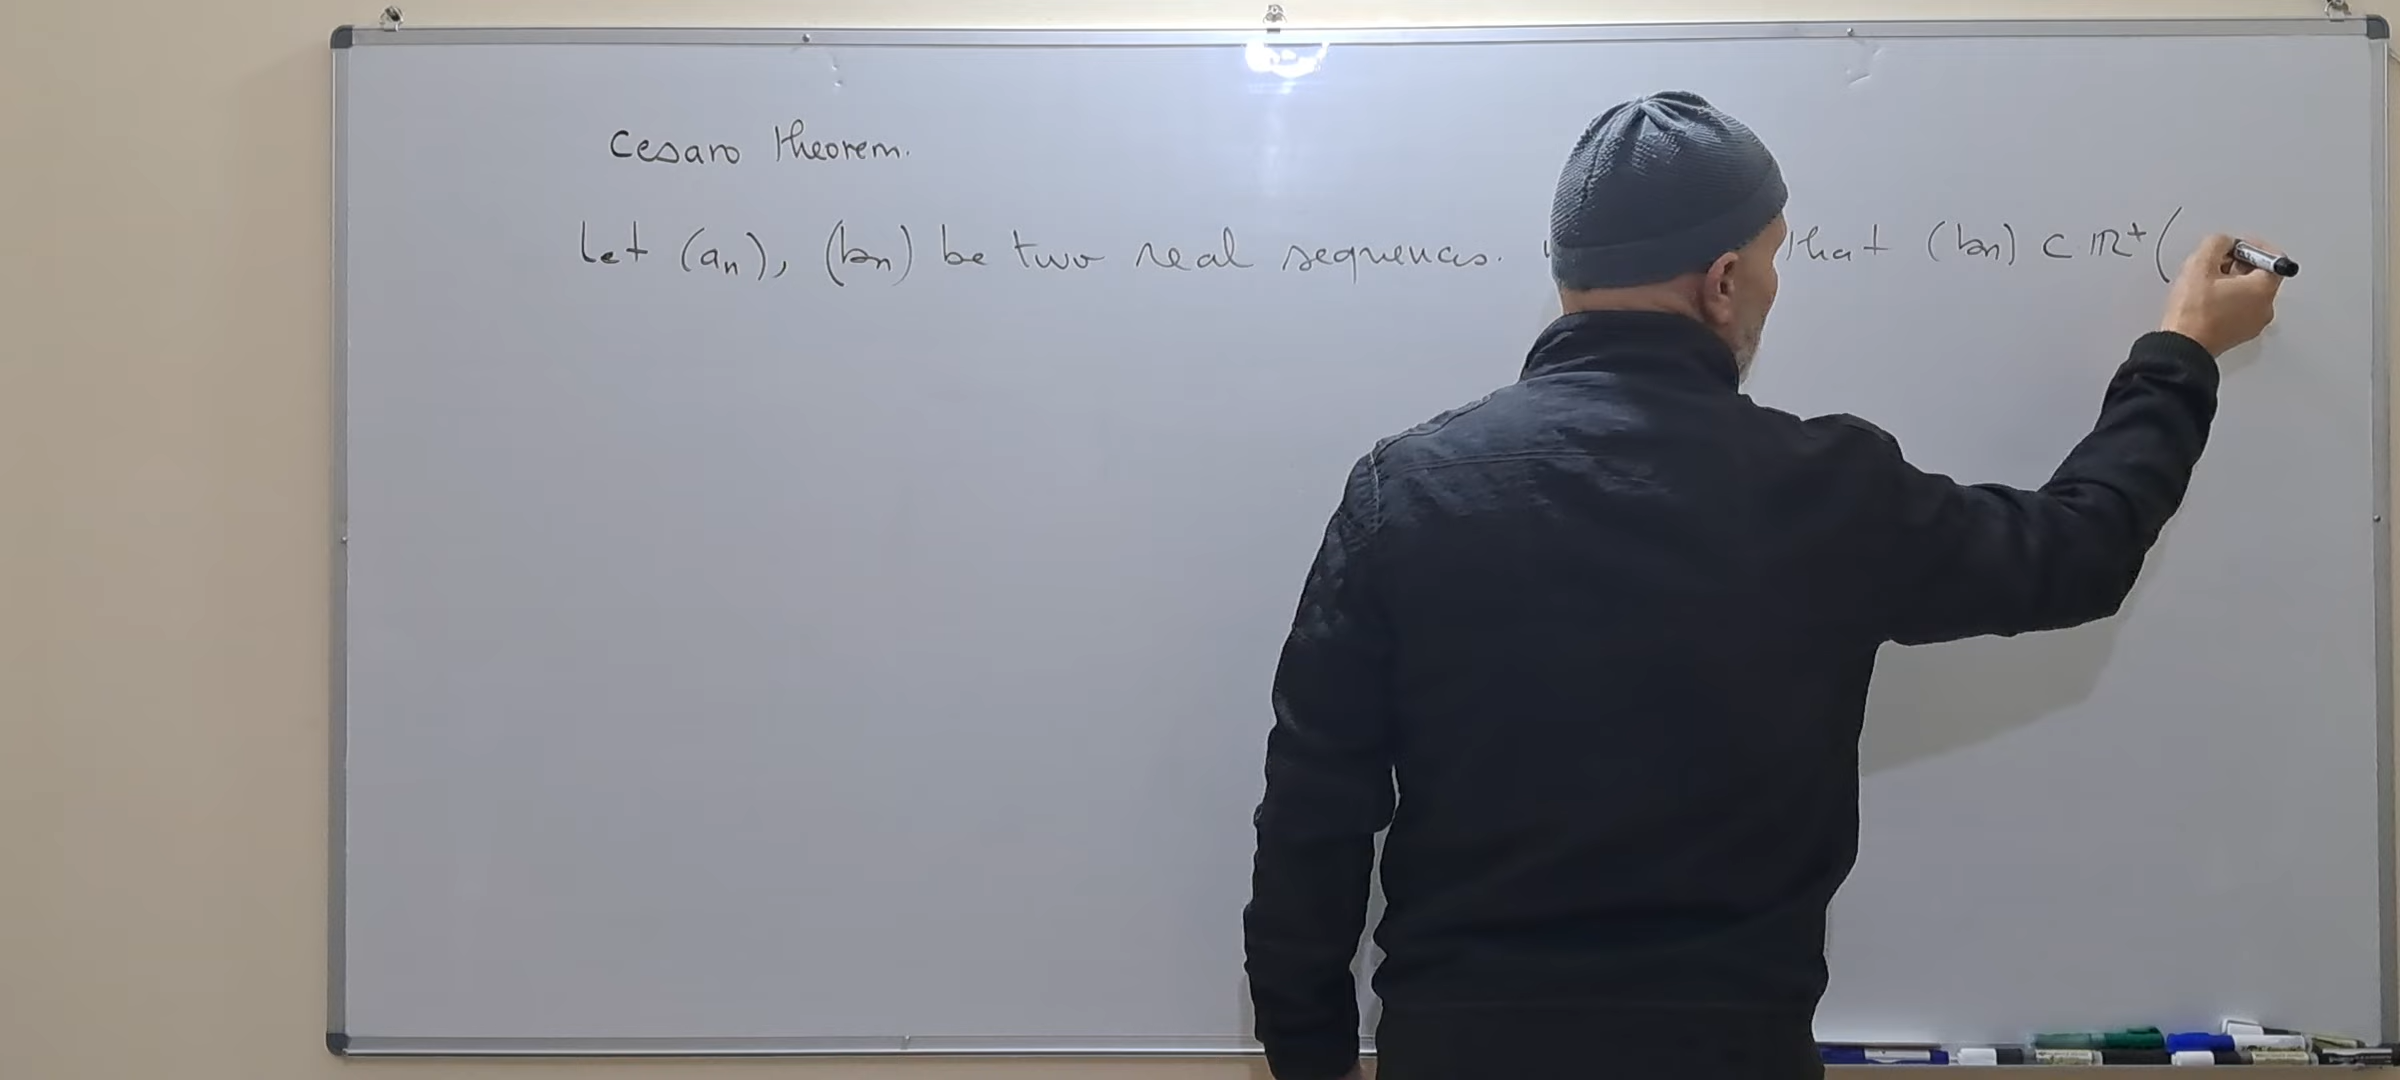 Cesaro theorem.
Let (an), (bn) be two real sequences. that (bn) ⊂ ℝ⁺ (